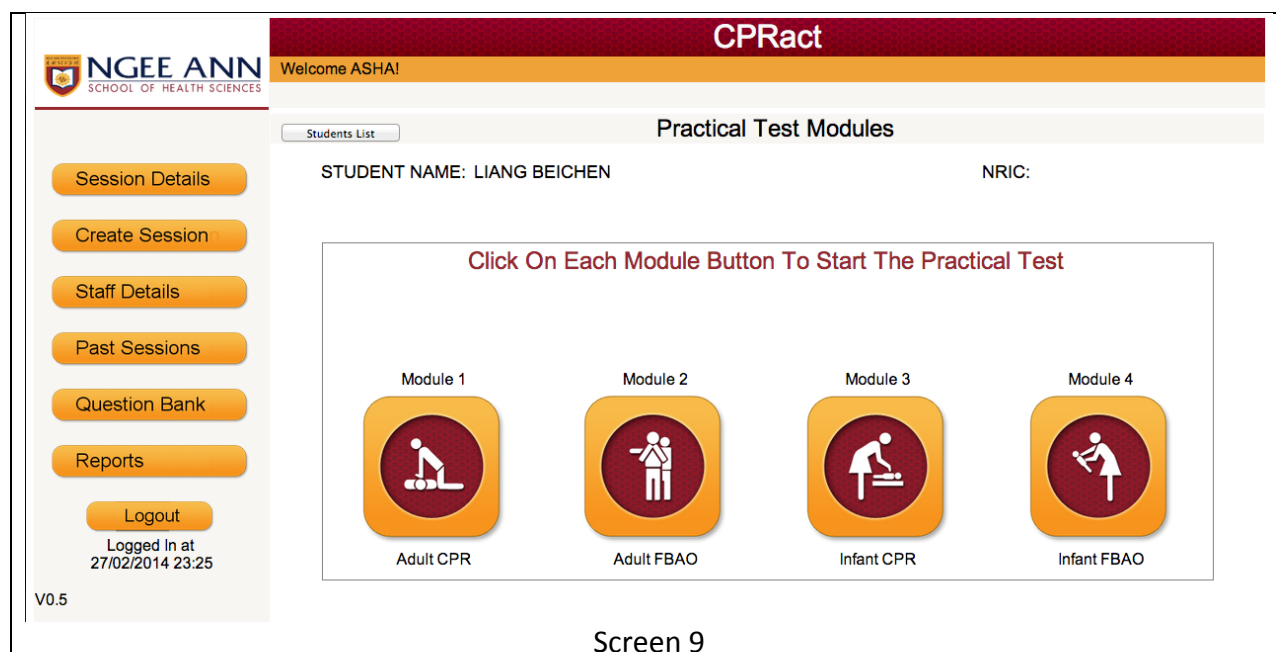 CPRact
NGEE ANN
SCHOOL OF HEALTH SCIENCES
Welcome ASHA!
Students List
Practical Test Modules
STUDENT NAME: LIANG BEICHEN
NRIC:
Session Details
Create Session
Staff Details
Past Sessions
Question Bank
Reports
Logout
Logged In at
27/02/2014 23:25
V0.5
Click On Each Module Button To Start The Practical Test
Module 1
Module 2
Module 3
Module 4
Adult CPR
Adult FBAO
Infant CPR
Infant FBAO
Screen 9